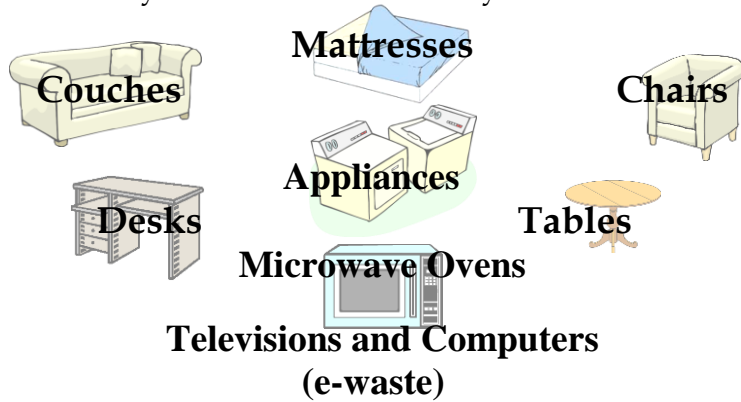 Mattresses
Couches
Chairs
Appliances
Desks
Tables
Microwave Ovens
Televisions and Computers
(e-waste)